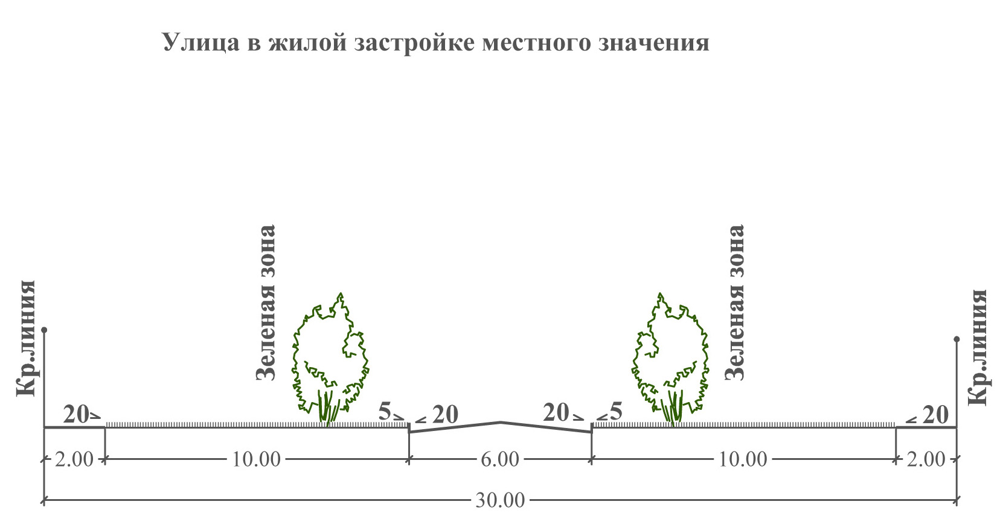 Улица в жилой застройке местного значения
Зеленая зона
Зеленая зона
Кр.линия
Кр.линия
20
5
20
20
5
20
2.00
10.00
6.00
10.00
2.00
30.00